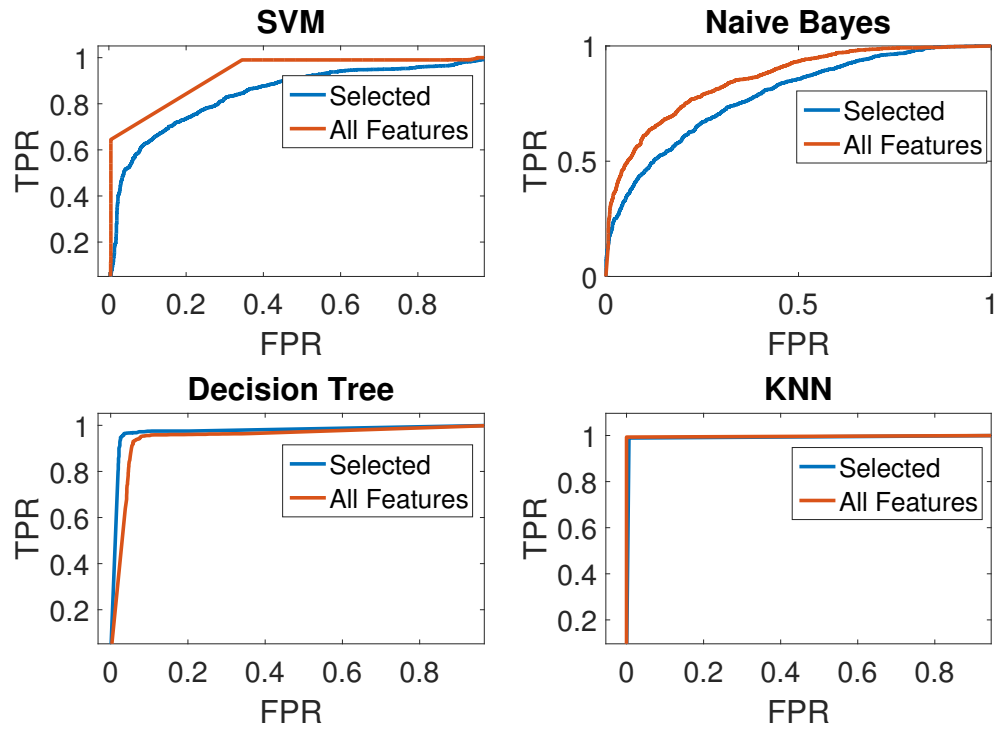 SVM
1
0.8
0.6
0.4
0.2
TPR
0 0.2 0.4 0.6 0.8
FPR
Selected
All Features
Naive Bayes
1
0.5
0
TPR
0 0.5 1
FPR
Selected
All Features
Decision Tree
1
0.8
0.6
0.4
0.2
TPR
0 0.2 0.4 0.6 0.8
FPR
Selected
All Features
KNN
1
0.8
0.6
0.4
0.2
TPR
0 0.2 0.4 0.6 0.8
FPR
Selected
All Features